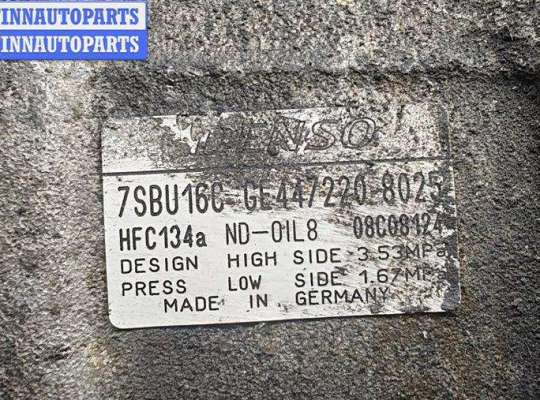 INNAUTOPARTS
INNAUTOPARTS
DENSO
7SBU16C GE447220 8025
HFC134a ND-OIL8 08C08124
DESIGN HIGH SIDE 3.53MPa
PRESS LOW SIDE 1.67MPa
MADE IN GERMANY